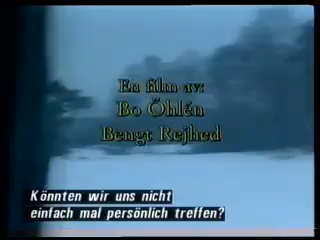 En film av:
Bo Öhlén
Bengt Rejhed
Könnten wir uns nicht
einfach mal persönlich treffen?